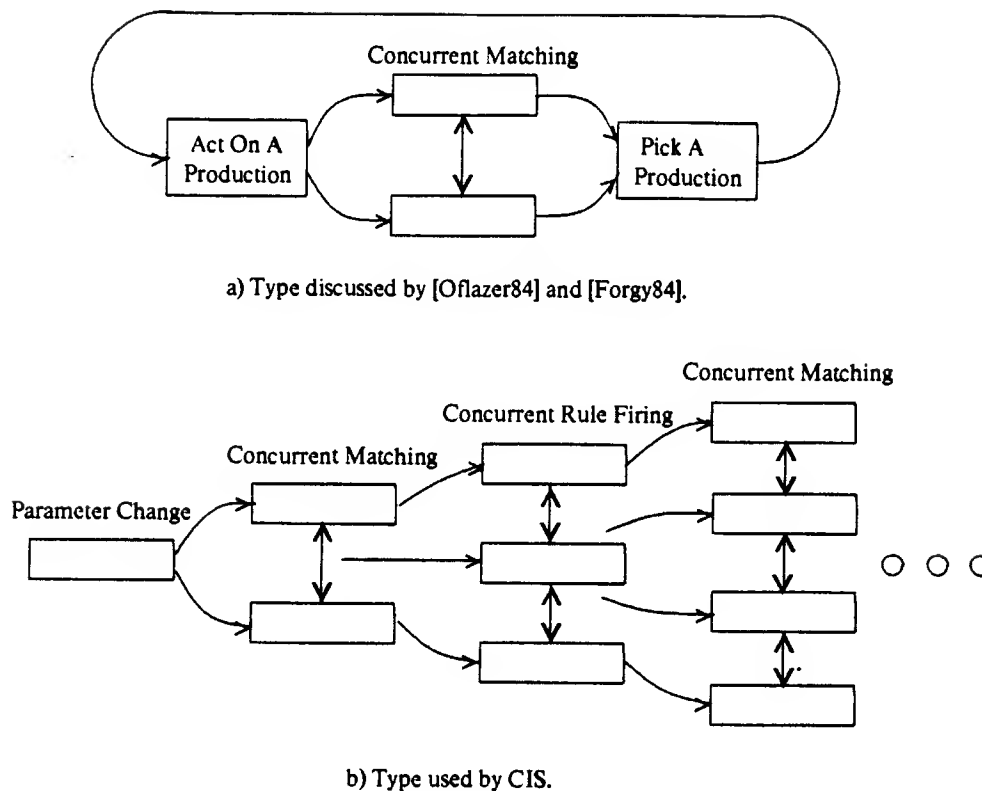 Concurrent Matching
Act On A
Production
Pick A
Production
a) Type discussed by [Oflazer84] and [Forgy84].
Concurrent Matching
Concurrent Rule Firing
Concurrent Matching
Parameter Change
b) Type used by CIS.